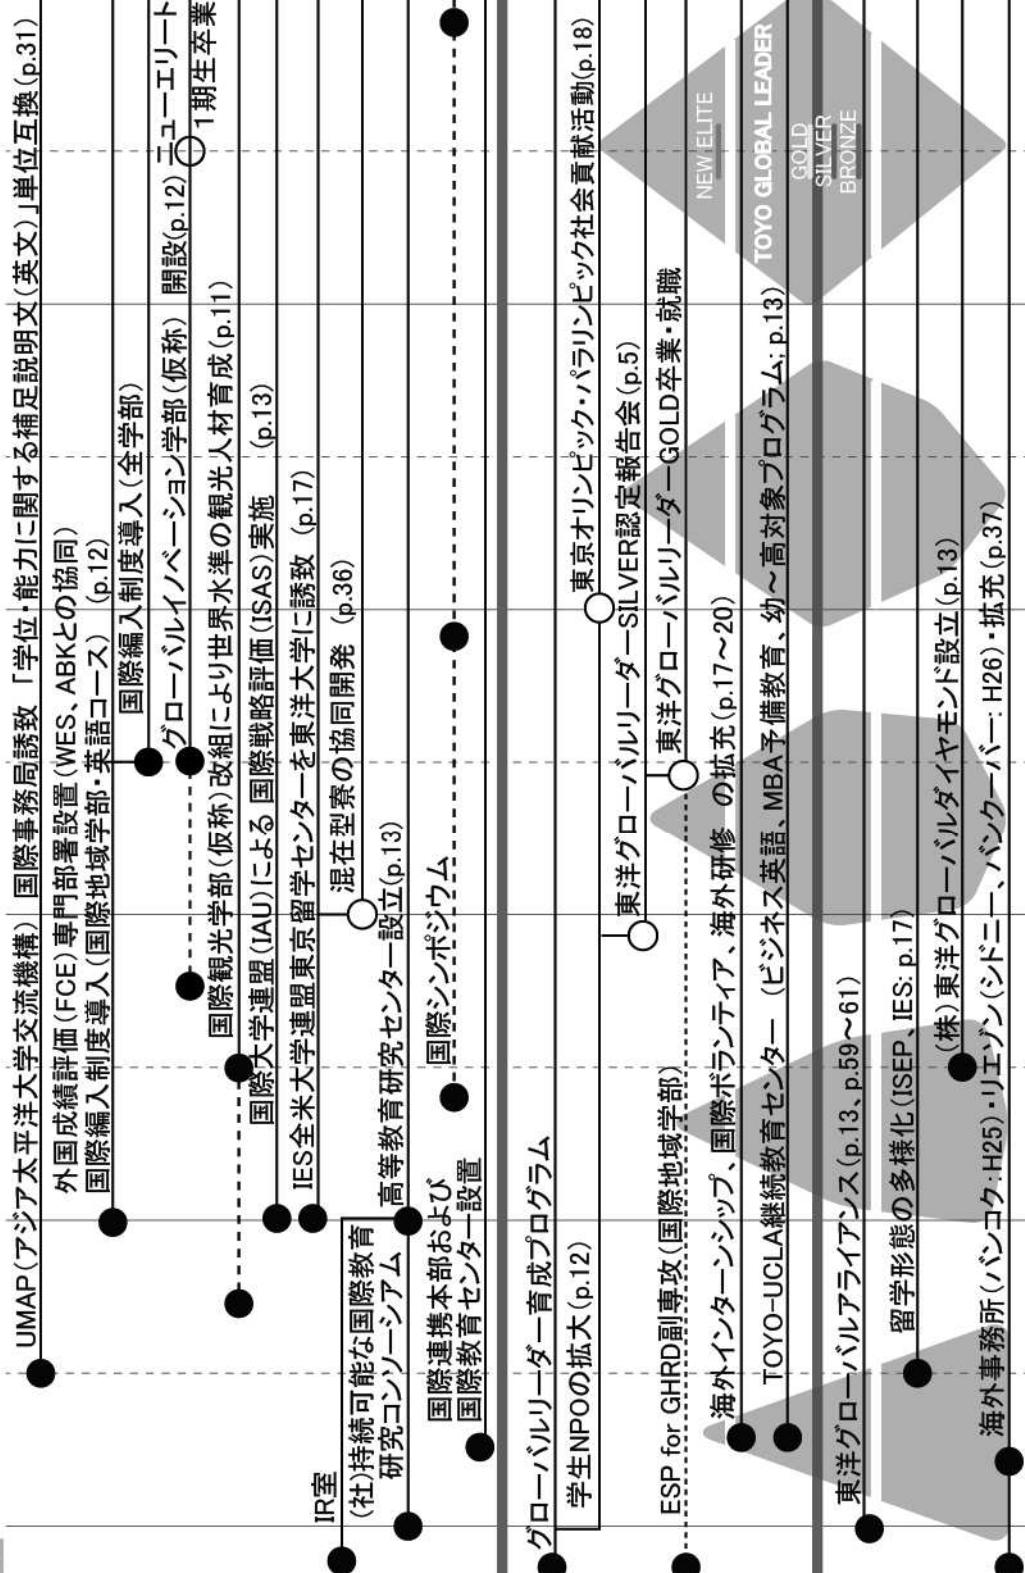 UMAP(アジア太平洋大学交流機構) 国際事務局誘致 「学位・能力に関する補足説明文(英文)」単位互換(p.31)
外国成績評価(FCE)専門部署設置(WES、ABKとの協同)
国際編入制度導入(国際地域学部・英語コース) (p.12)
国際編入制度導入(全学部)
ニューエリート
グローバルイノベーション学部(仮称) 開設(p.12)
1期生卒業
国際観光学部(仮称)改組により世界水準の観光人材育成(p.11)
国際大学連盟(IAU)による 国際戦略評価(ISAS)実施 (p.13)
IES全米大学連盟東京留学センターを東洋大学に誘致 (p.17)
IR室
混在型寮の協同開発 (p.36)
(社)持続可能な国際教育
研究コンソーシアム
高等教育研究センター設立(p.13)
国際連携本部および
国際教育センター設置
国際シンポジウム
グローバルリーダー育成プログラム
学生NPOの拡大(p.12)
東京オリンピック・パラリンピック社会貢献活動(p.18)
東洋グローバルリーダーSILVER認定報告会(p.5)
ESP for GHRD副専攻(国際地域学部)
東洋グローバルリーダーGOLD卒業・就職
海外インターンシップ、国際ボランティア、海外研修 の拡充(p.17～20)
TOYO-UCLA継続教育センター (ビジネス英語、MBA予備教育、幼～高対象プログラム; p.13)
東洋グローバルアライアンス(p.13、p.59～61)
留学形態の多様化(ISEP、IES: p.17)
(株)東洋グローバルダイヤモンド設立(p.13)
海外事務所(バンコク:H25)・リエゾン(シドニー、バンクーバー: H26)・拡充(p.37)
NEW ELITE
TOYO GLOBAL LEADER
GOLD
SILVER
BRONZE